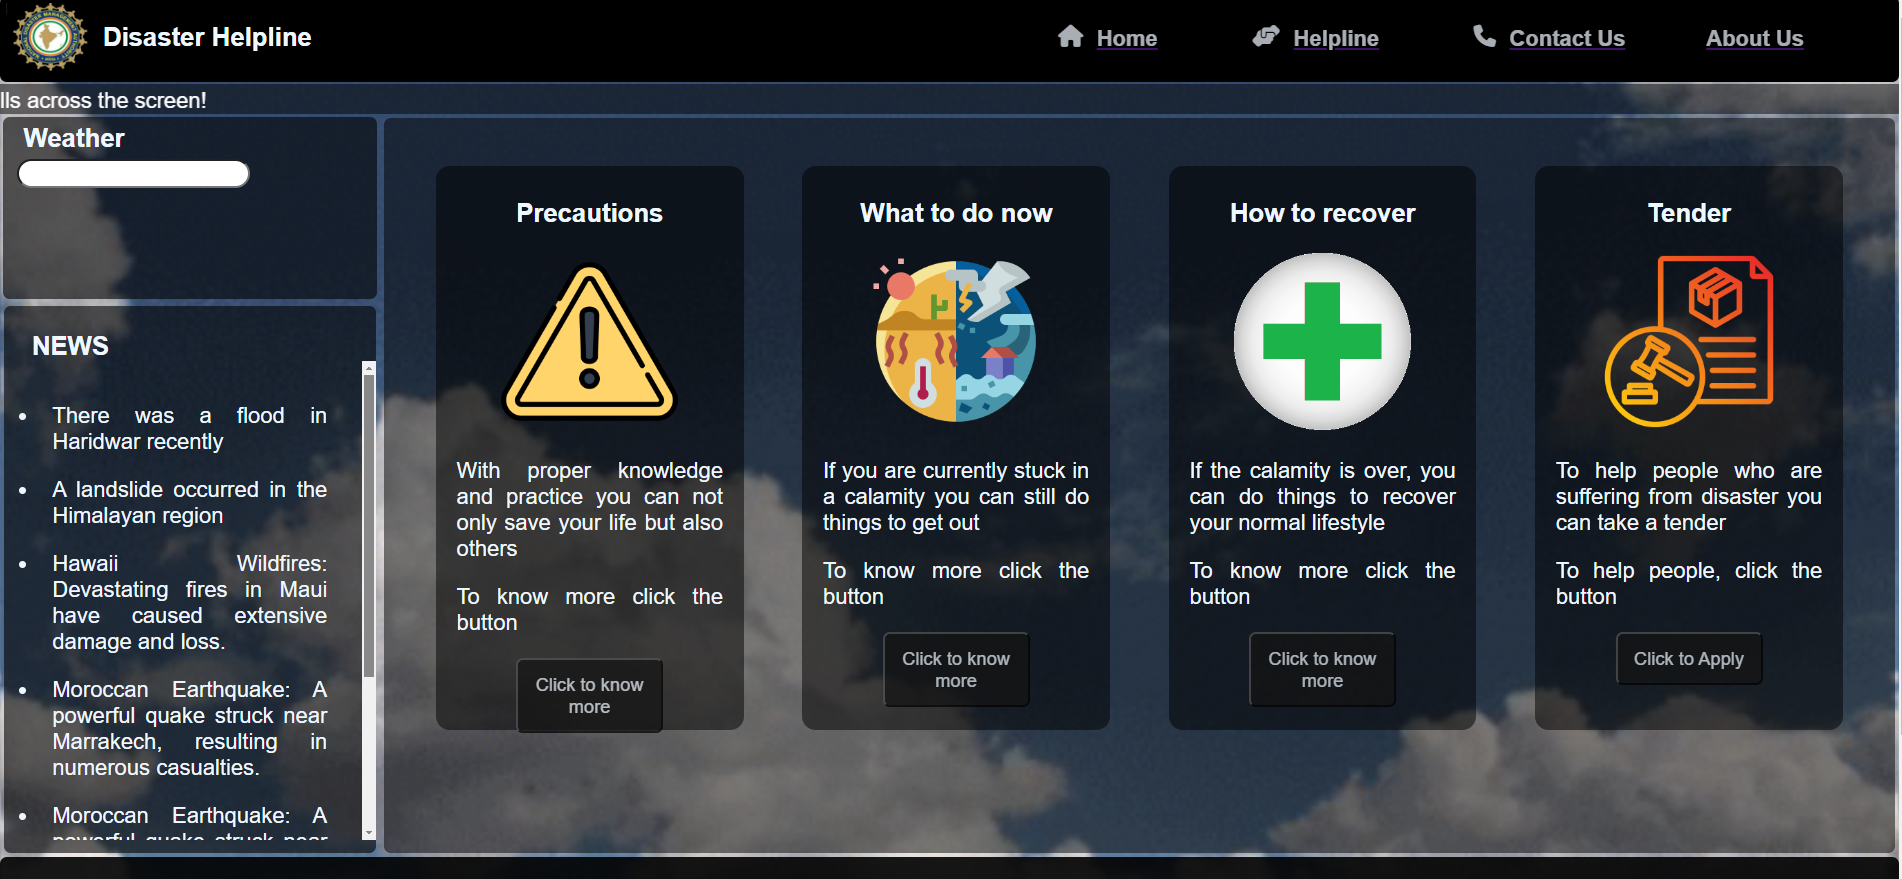 Disaster Helpline
Home
Helpline
Contact Us
About Us
lls across the screen!
Weather
NEWS
There was a flood in
Haridwar recently
A landslide occurred in the
Himalayan region
Hawaii Wildfires:
Devastating fires in Maui
have caused extensive
damage and loss.
Moroccan Earthquake: A
powerful quake struck near
Marrakech, resulting in
numerous casualties.
Moroccan Earthquake: A
powerful quake struck near
Precautions
With proper knowledge
and practice you can not
only save your life but also
others
To know more click the
button
Click to know
more
What to do now
If you are currently stuck in
a calamity you can still do
things to get out
To know more click the
button
Click to know
more
How to recover
If the calamity is over, you
can do things to recover
your normal lifestyle
To know more click the
button
Click to know
more
Tender
To help people who are
suffering from disaster you
can take a tender
To help people, click the
button
Click to Apply